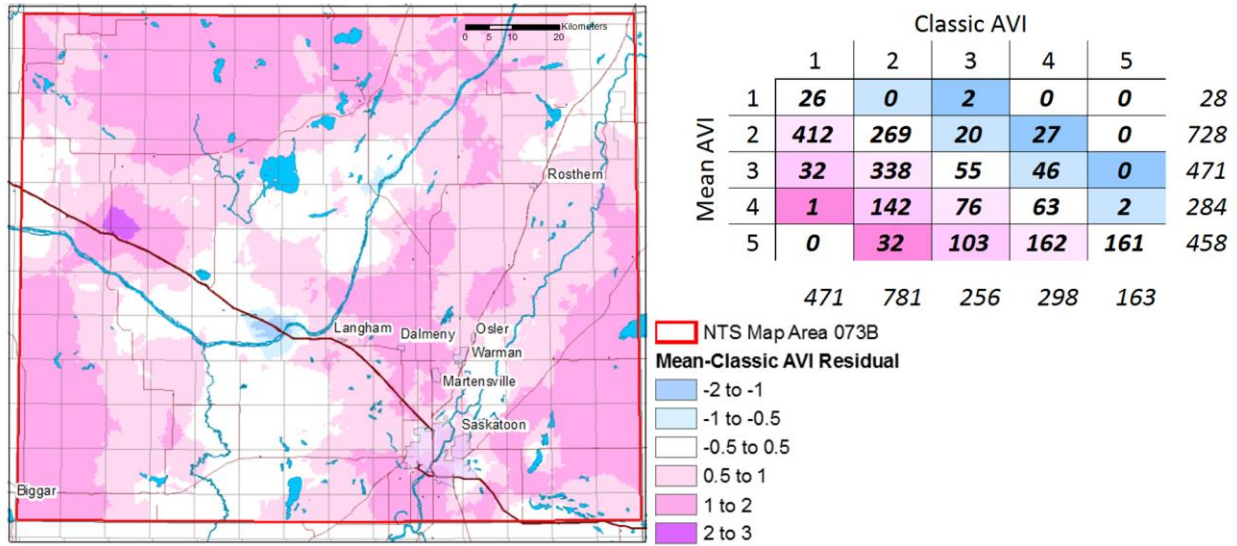 Kilometers
0 5 10 20
Rosthern
Langham
Dalmeny
Osler
Warman
Martensville
Saskatoon
Biggar
Classic AVI
1 2 3 4 5
Mean AVI
1 26 0 2 0 0 28
2 412 269 20 27 0 728
3 32 338 55 46 0 471
4 1 142 76 63 2 284
5 0 32 103 162 161 458
471 781 256 298 163
NTS Map Area 073B
Mean-Classic AVI Residual
-2 to -1
-1 to -0.5
-0.5 to 0.5
0.5 to 1
1 to 2
2 to 3